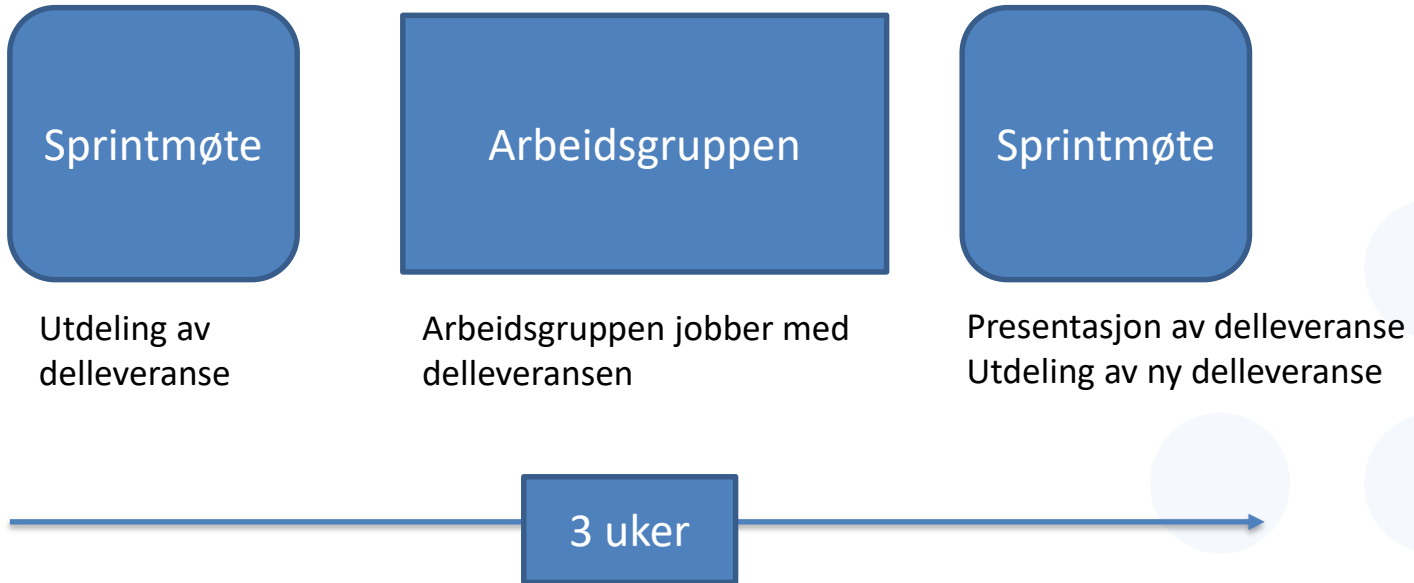 Sprintmøte
Arbeidsgruppen
Sprintmøte
Utdeling av
delleveranse
Arbeidsgruppen jobber med
delleveransen
Presentasjon av delleveranse
Utdeling av ny delleveranse
3 uker